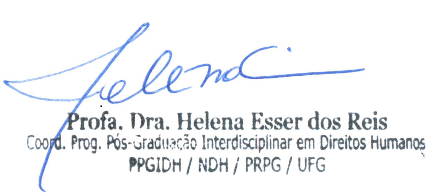 Helena
Profa. Dra. Helena Esser dos Reis
Coord. Prog. Pós-Graduação Interdisciplinar em Direitos Humanos
PPGIDH / NDH / PRPG / UFG